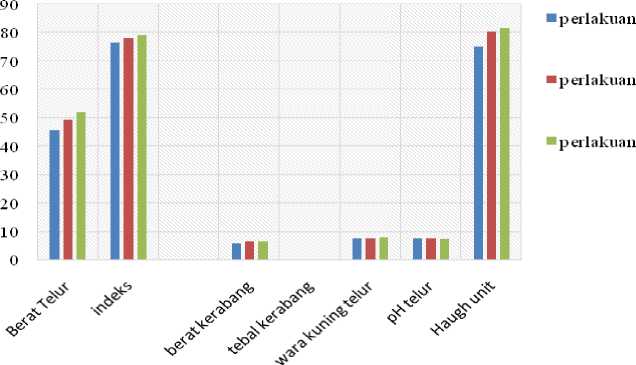 90
80
70
60
50
40
30
20
10
0
Berat Telur
indeks
berat kerabang
tebal kerabang
wara kuning telur
pH telur
Haugh unit
perlakuan
perlakuan
perlakuan